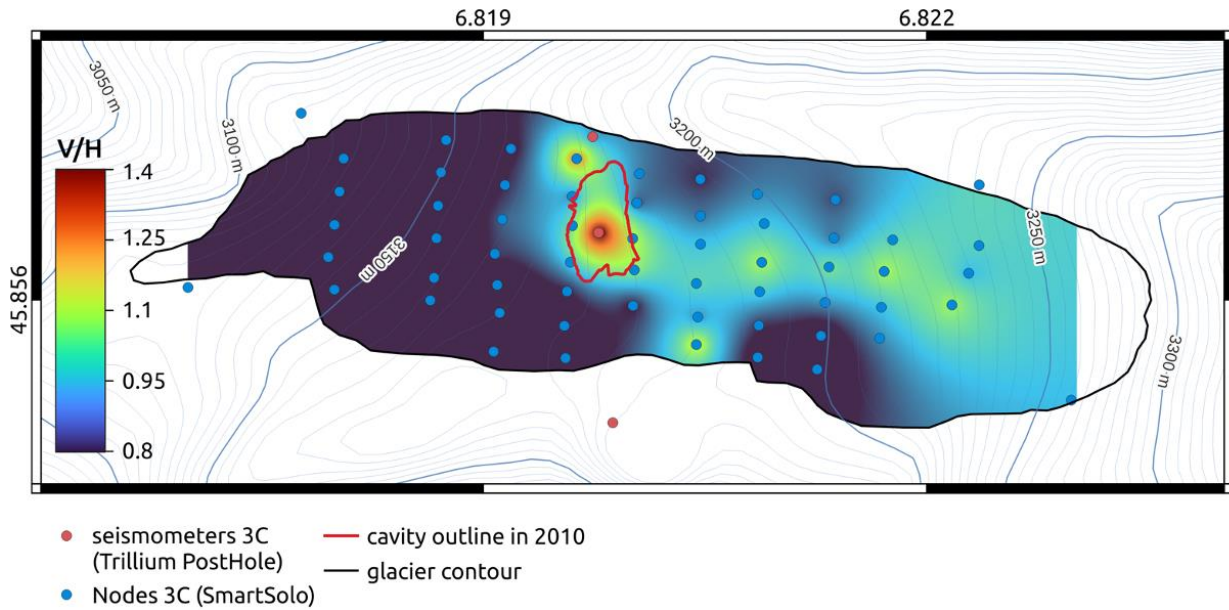 6.819 6.822
3050 m
3100 m
3200 m
V/H
1.4
1.25
1.1
0.95
0.8
3150 m
3250 m
3300 m
45.856
seismometers 3C
(Trillium PostHole)
Nodes 3C (SmartSolo)
cavity outline in 2010
glacier contour